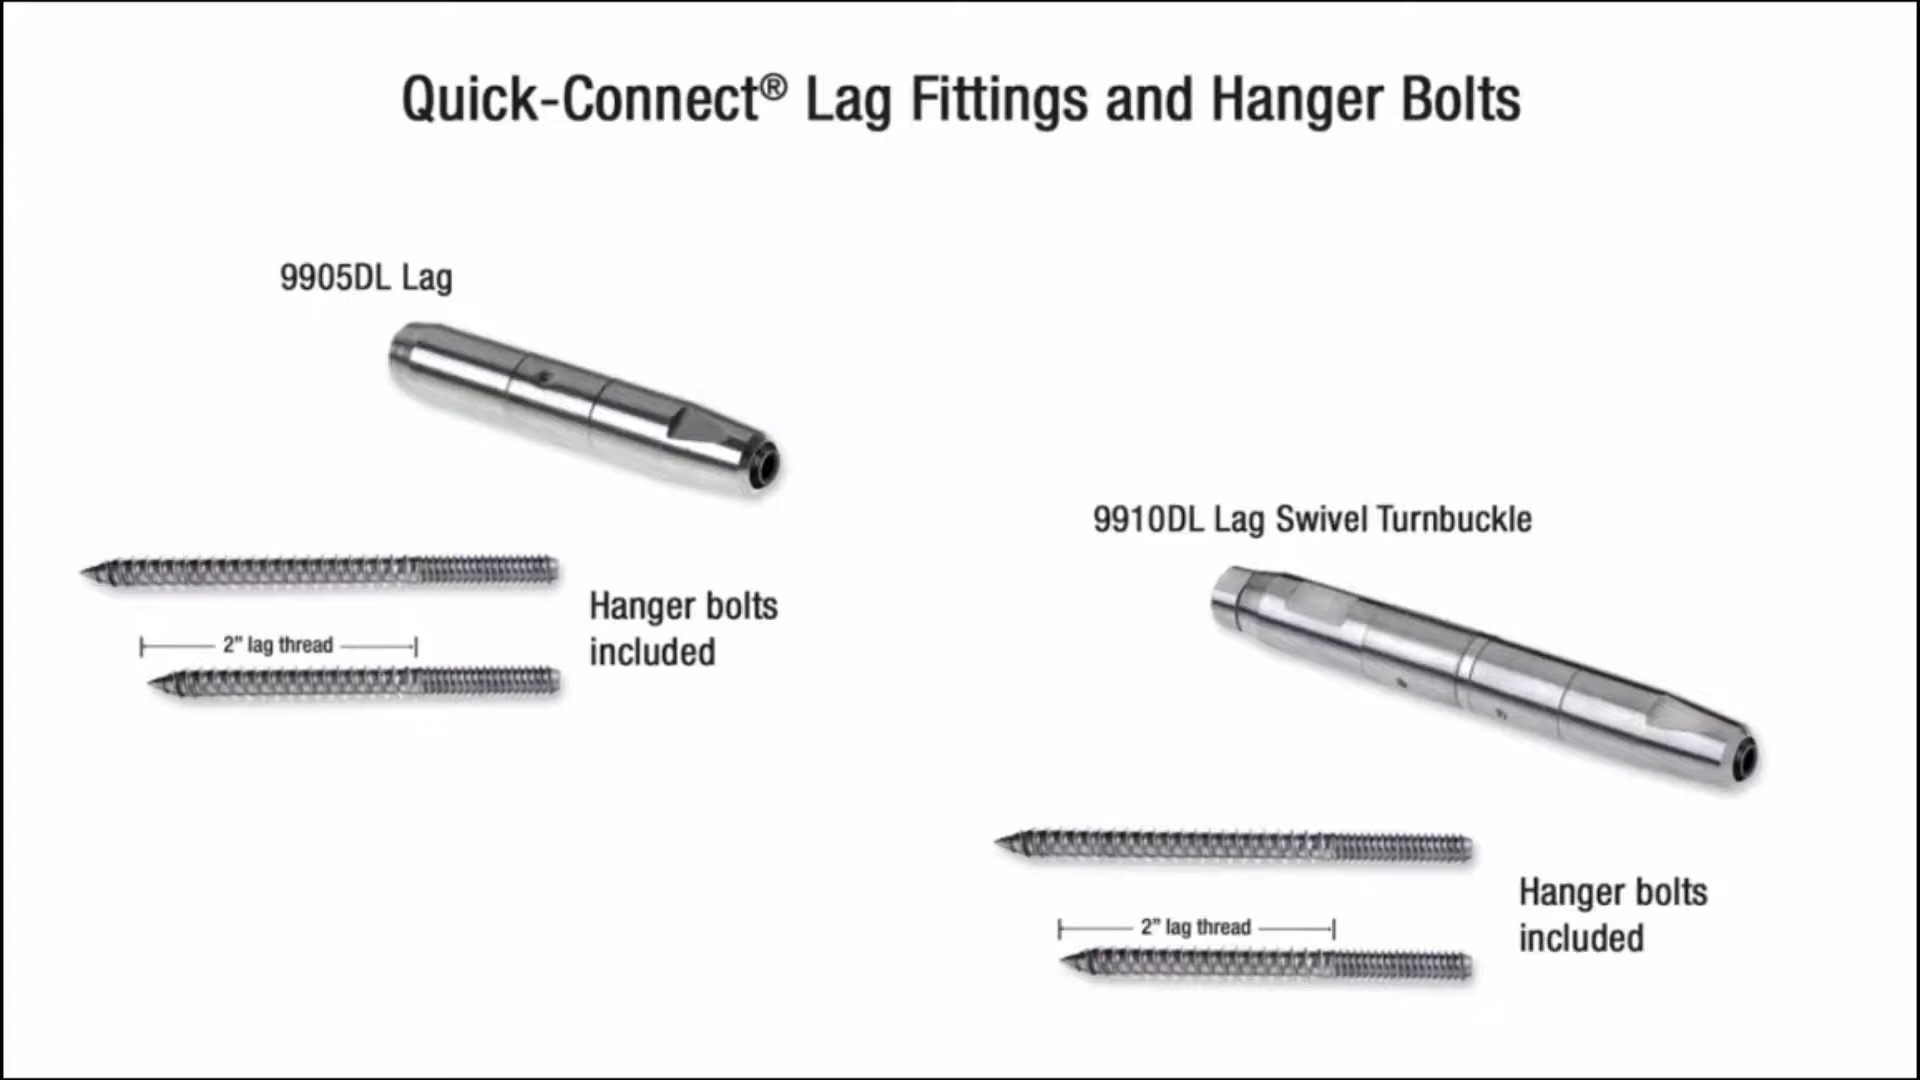 Quick-Connect® Lag Fittings and Hanger Bolts
9905DL Lag
Hanger bolts
included
2” lag thread
9910DL Lag Swivel Turnbuckle
Hanger bolts
included
2” lag thread